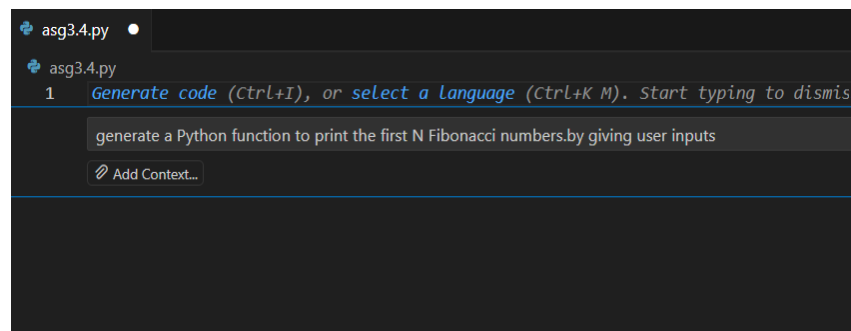 asg3.4.py
asg3.4.py
1 Generate code (Ctrl+I), or select a language (Ctrl+K M). Start typing to dismis
generate a Python function to print the first N Fibonacci numbers.by giving user inputs
Add Context...